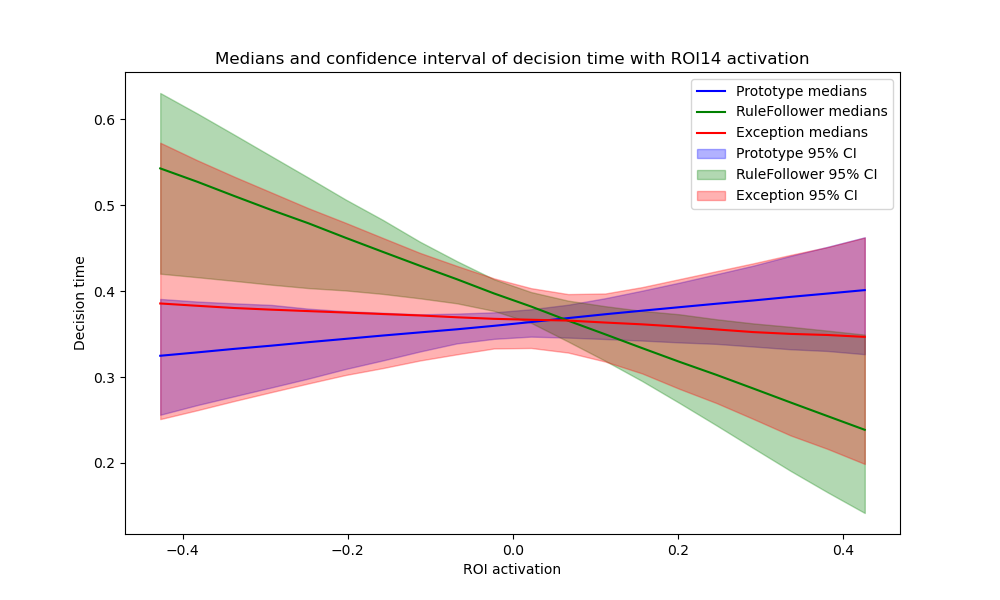 Medians and confidence interval of decision time with ROI14 activation
Prototype medians
RuleFollower medians
Exception medians
Prototype 95% CI
RuleFollower 95% CI
Exception 95% CI
Decision time
0.6
0.5
0.4
0.3
0.2
−0.4
−0.2
0.0
0.2
0.4
ROI activation